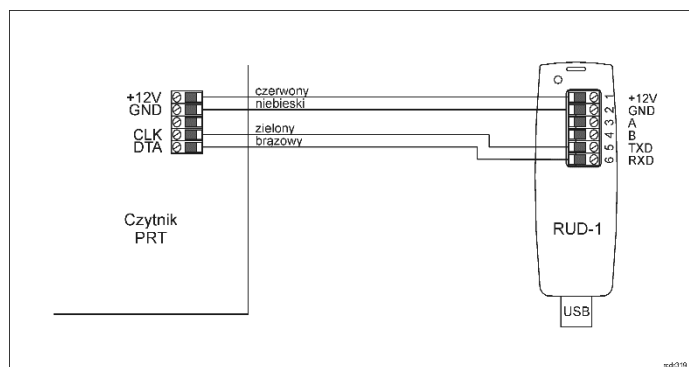 +12V
GND
CLK
DTA
czerwony
niebieski
zielony
brazowy
1
2
3
4
5
6
+12V
GND
A
B
TXD
RXD
Czytnik
PRT
RUD-1
USB